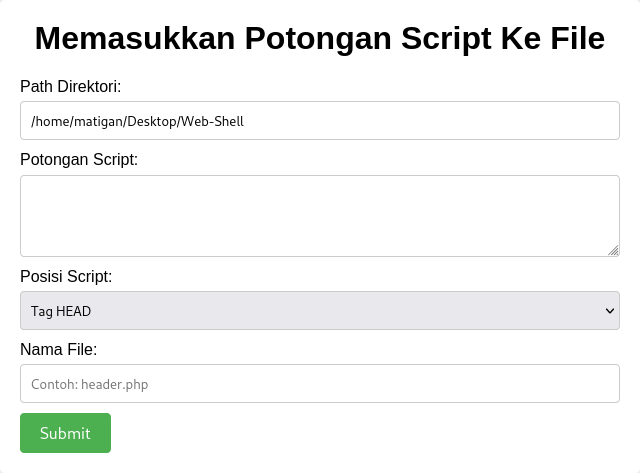 Memasukkan Potongan Script Ke File
Path Direktori:
/home/matigan/Desktop/Web-Shell
Potongan Script:
Posisi Script:
Tag HEAD
Nama File:
Contoh: header.php
Submit